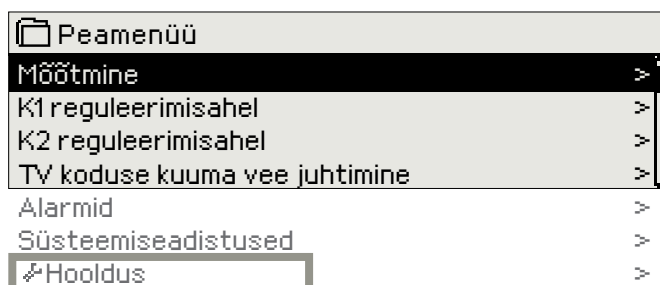 Peamenüü
Mõõtmine >
K1 reguleerimisahel >
K2 reguleerimisahel >
TV koduse kuuma vee juhtimine >
Alarmid >
Süsteemiseadistused >
Hooldus >